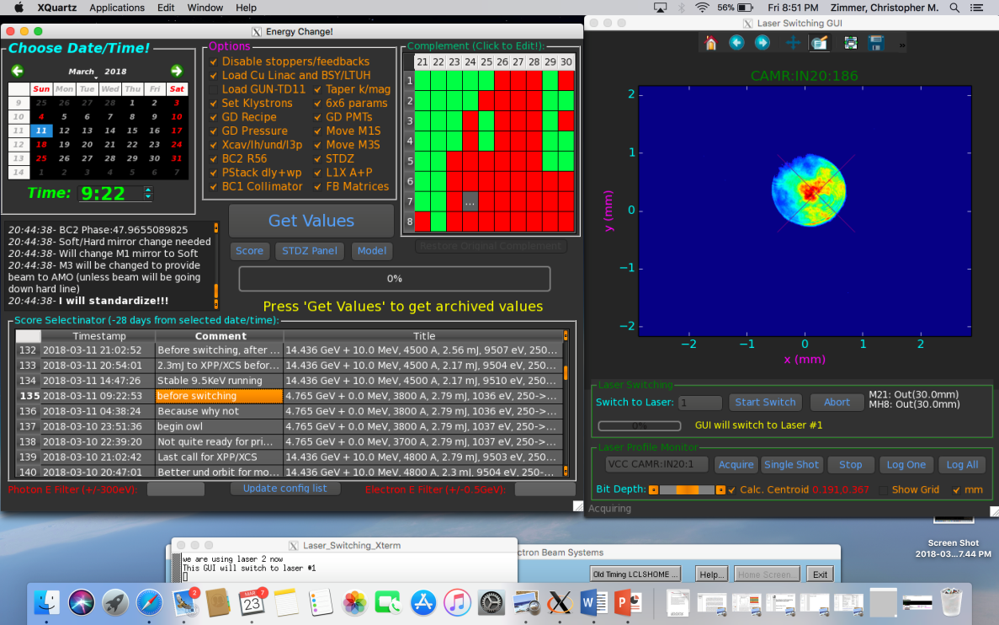 XQuartz Applications Edit Window Help 56% Fri 8:51 PM Zimmer, Christopher M.
Energy Change!
Choose Date/Time!
March 2018
Sun Mon Tue Wed Thu Fri Sat
9 25 26 27 28 1 2 3
10 4 5 6 7 8 9 10
11 11 12 13 14 15 16 17
12 18 19 20 21 22 23 24
13 25 26 27 28 29 30 31
14 1 2 3 4 5 6 7
Time: 9:22
Options
Disable stoppers/feedbacks
Load Cu Linac and BSY/LTUH
Load GUN-TD11 Taper k/mag
Set Klystrons 6x6 params
GD Recipe GD PMTs
GD Pressure Move M1S
Xcav/lh/und/l3p Move M3S
BC2 R56 STDZ
PStack dly+wp L1X A+P
BC1 Collimator FB Matrices
Complement (Click to Edit!):
21 22 23 24 25 26 27 28 29 30
1
2
3
4
5
6
7 ...
8
Restore Original Complement
20:44:38- BC2 Phase:47.9655089825
20:44:38- Soft/Hard mirror change needed
20:44:38- Will change M1 mirror to Soft
20:44:38- M3 will be changed to provide
beam to AMO (unless beam will be going
down hard line)
20:44:38- I will standardize!!!
Get Values
Score STDZ Panel Model
0%
Press 'Get Values' to get archived values
Score Selectinator (-28 days from selected date/time):
Timestamp Comment Title
132 2018-03-11 21:02:52 Before switching, after ... 14.436 GeV + 10.0 MeV, 4500 A, 2.56 mJ, 9507 eV, 250...
133 2018-03-11 20:54:01 2.3mJ to XPP/XCS befor... 14.436 GeV + 10.0 MeV, 4500 A, 2.17 mJ, 9504 eV, 250...
134 2018-03-11 14:47:26 Stable 9.5KeV running 14.436 GeV + 10.0 MeV, 4500 A, 2.17 mJ, 9510 eV, 250...
135 2018-03-11 09:22:53 before switching 4.765 GeV + 0.0 MeV, 3800 A, 2.79 mJ, 1036 eV, 250->...
136 2018-03-11 04:38:24 Because why not 4.765 GeV + 0.0 MeV, 3800 A, 2.79 mJ, 1036 eV, 250->...
137 2018-03-10 23:51:36 begin owl 4.765 GeV + 0.0 MeV, 3800 A, 2.79 mJ, 1037 eV, 250->...
138 2018-03-10 22:39:20 Not quite ready for pri... 4.765 GeV + 0.0 MeV, 3700 A, 2.79 mJ, 1037 eV, 250->...
139 2018-03-10 21:02:42 Last call for XPP/XCS 14.436 GeV + 0.0 MeV, 4800 A, 2.79 mJ, 9503 eV, 250...
140 2018-03-10 20:47:01 Better und orbit for mo... 14.436 GeV + 0.0 MeV, 4800 A, 2.3 mJ, 9504 eV, 250->...
Photon E Filter (+/-300eV): Update config list Electron E Filter (+/-0.5GeV):
Laser Switching GUI
»
CAMR:IN20:186
y (mm)
2
1
0
−1
−2
−2 −1 0 1 2
x (mm)
Laser Switching
Switch to Laser: 1 Start Switch Abort M21: Out(30.0mm)
MH8: Out(30.0mm)
0% GUI will switch to Laser #1
Laser Profile Monitor
VCC CAMR:IN20:1 Acquire Single Shot Stop Log One Log All
Bit Depth: Calc. Centroid 0.191,0.367 Show Grid mm
Acquiring
Screen Shot
2018-03...7.44 PM
Laser_Switching_Xterm
we are using laser 2 now
This GUI will switch to laser #1
ctron Beam Systems
Old Timing LCLSHOME ... Help... Home Screen... Exit
2
MAR 7
23